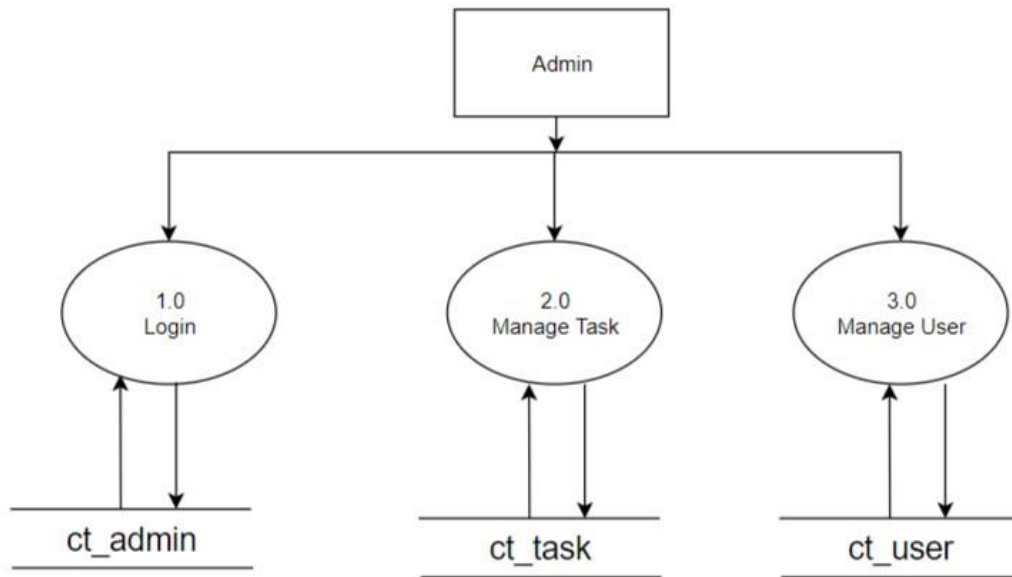 Admin
1.0
Login
2.0
Manage Task
3.0
Manage User
ct_admin
ct_task
ct_user